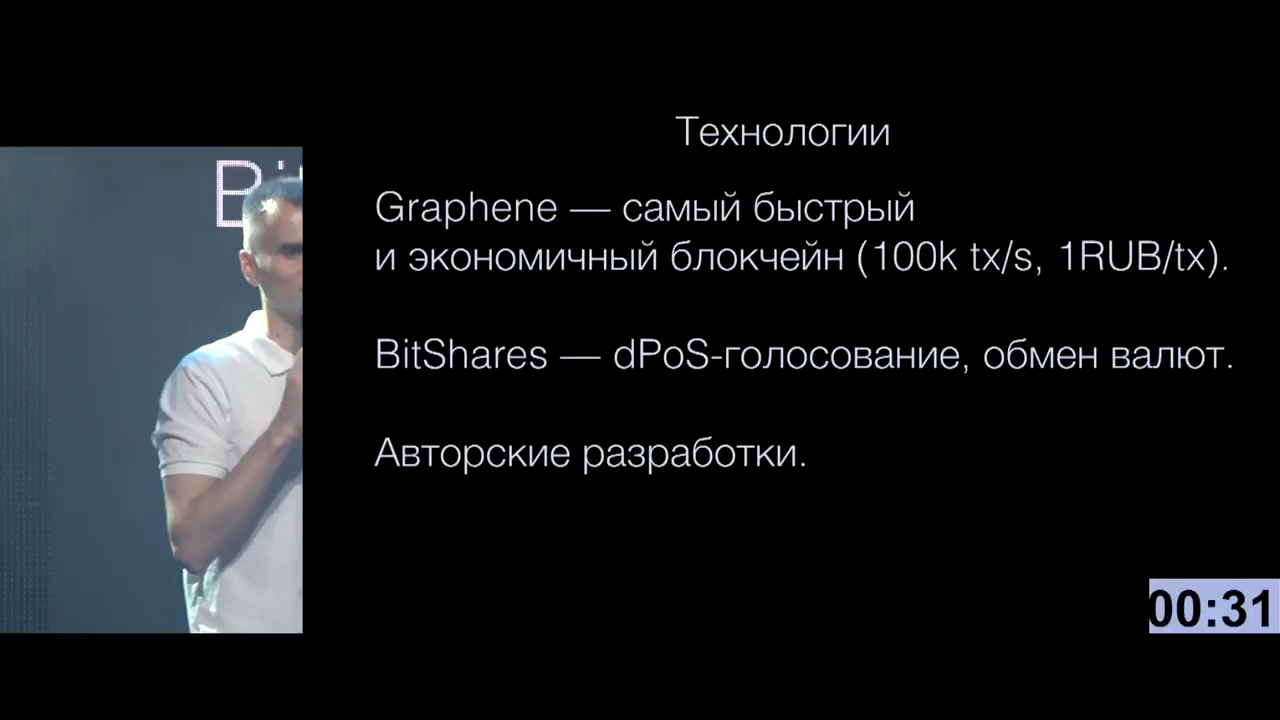 Технологии
Graphene — самый быстрый
и экономичный блокчейн (100k tx/s, 1RUB/tx).
BitShares — dPoS-голосование, обмен валют.
Авторские разработки.
00:31